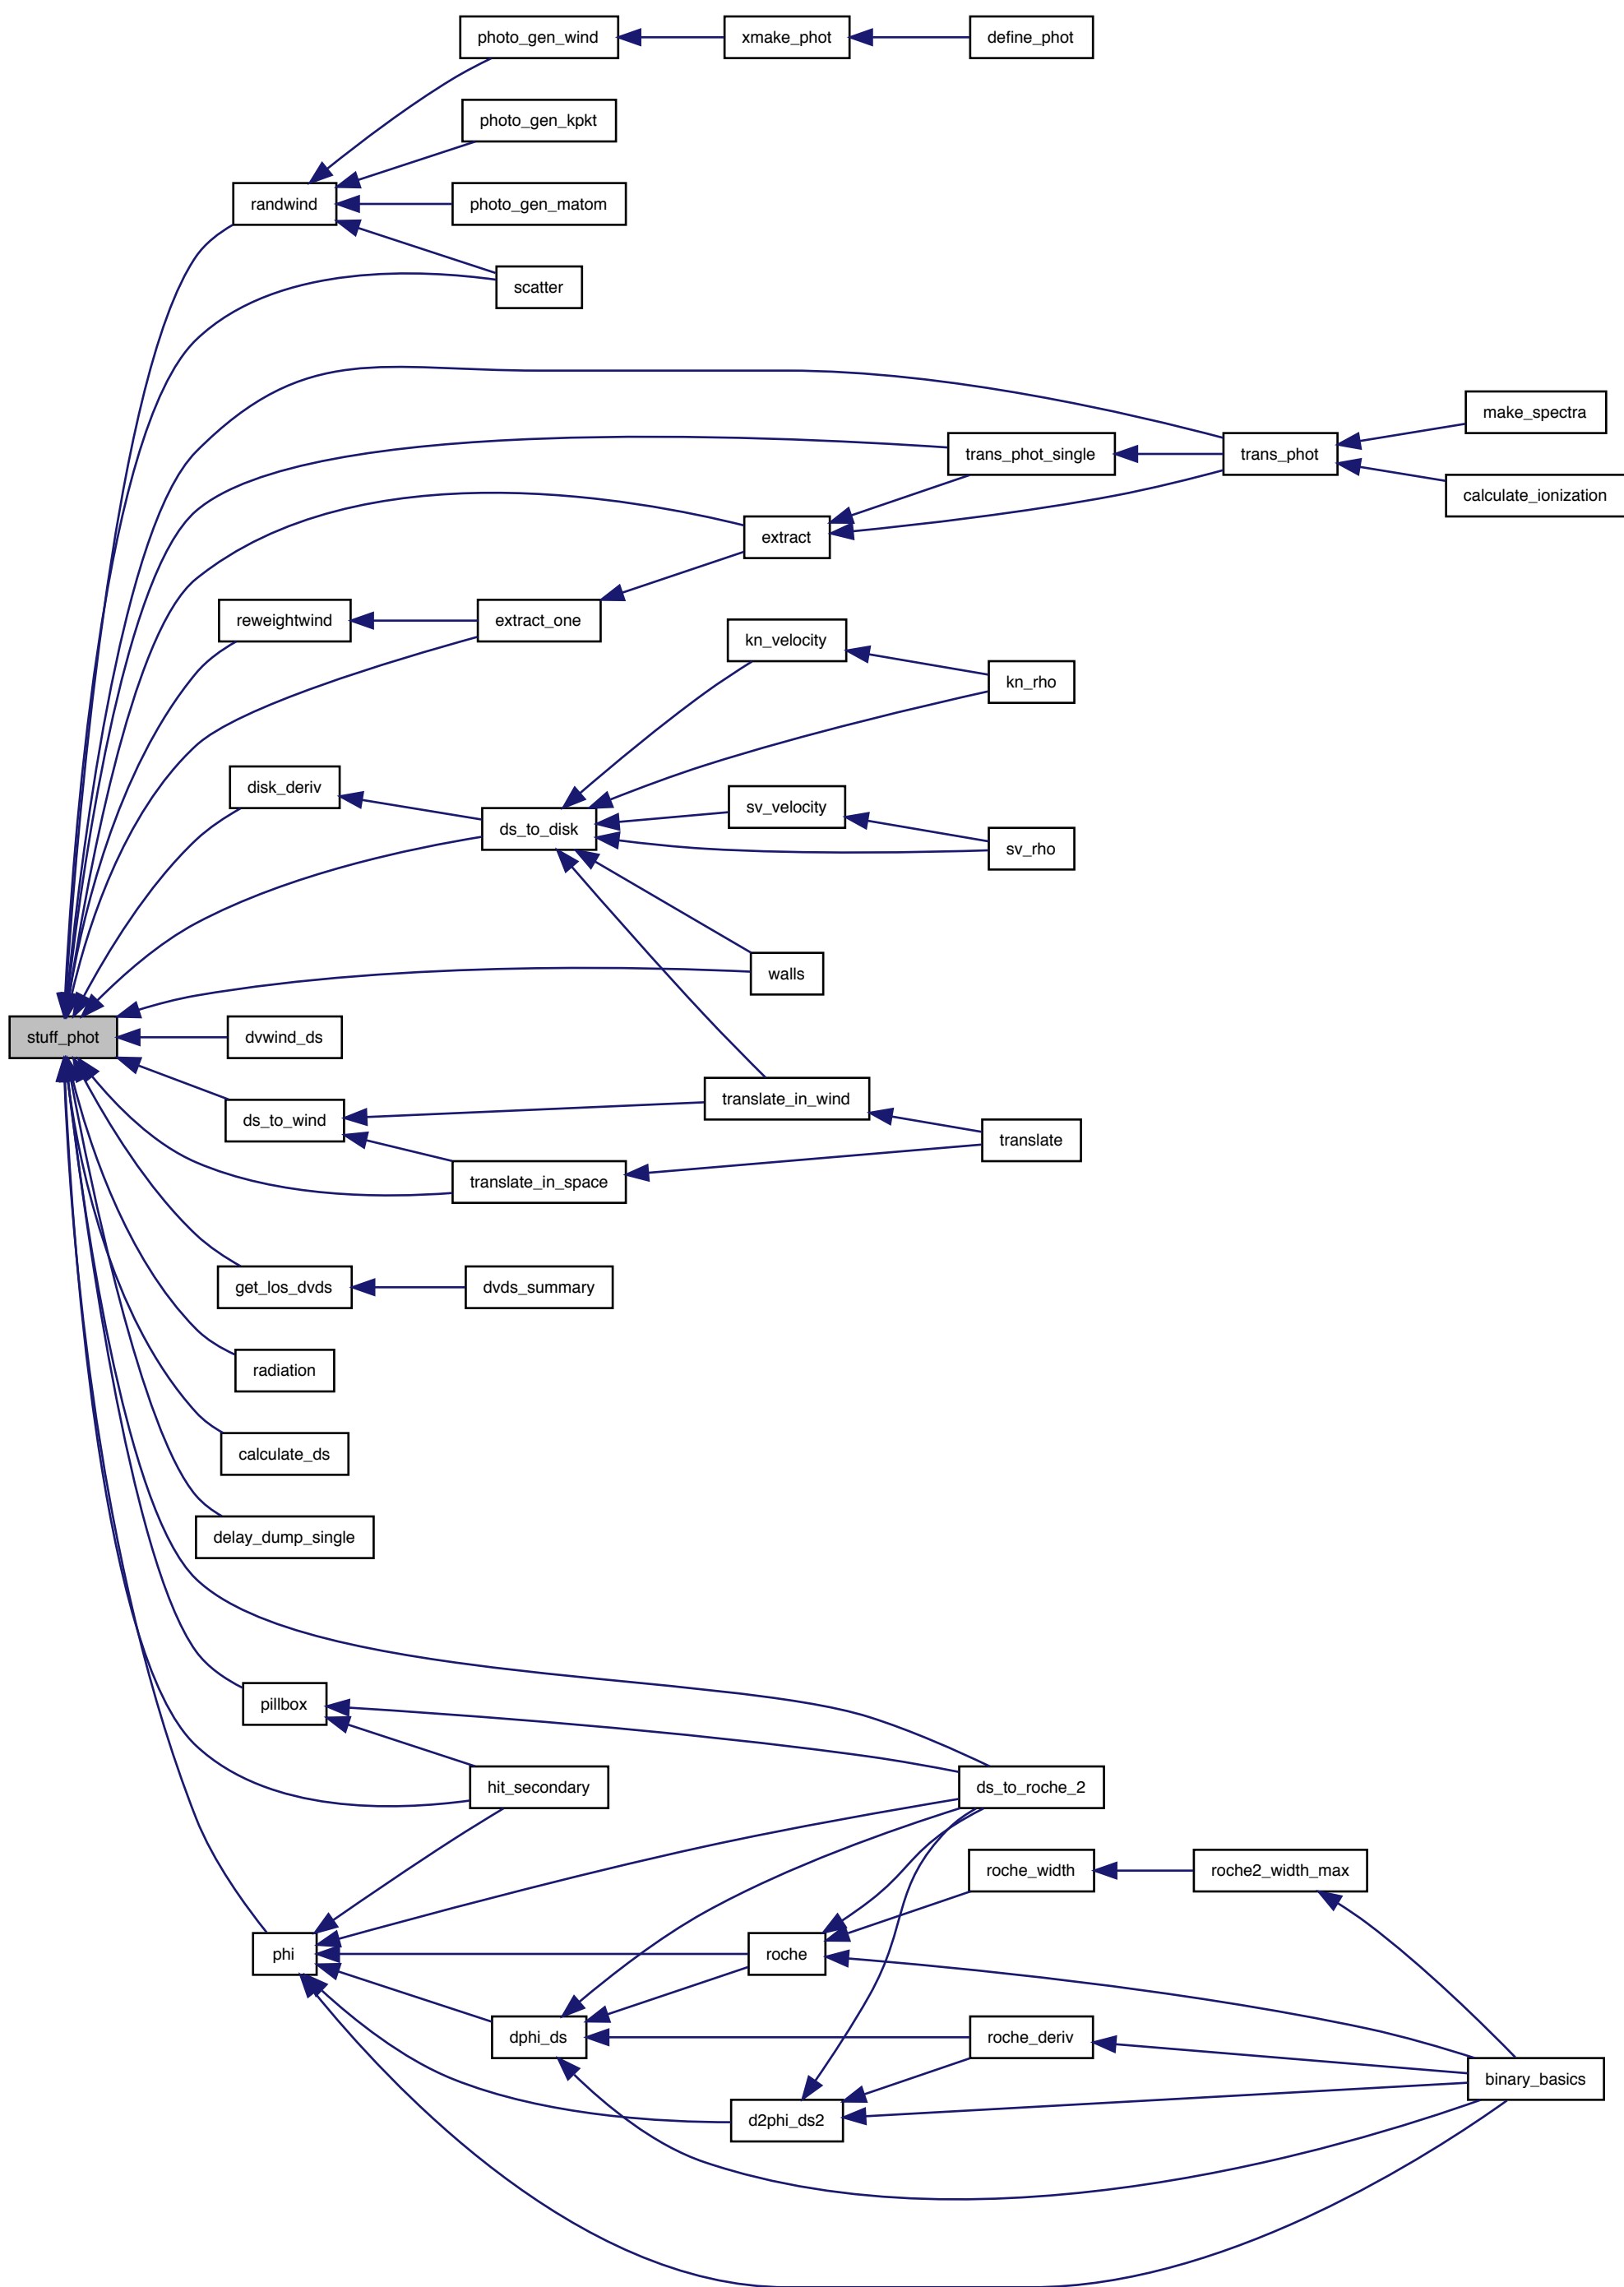 photo_gen_wind
xmake_phot
define_phot
photo_gen_kpkt
randwind
photo_gen_matom
scatter
make_spectra
trans_phot_single
trans_phot
calculate_ionization
extract
reweightwind
extract_one
kn_velocity
kn_rho
disk_deriv
sv_velocity
ds_to_disk
sv_rho
walls
stuff_phot
dvwind_ds
translate_in_wind
ds_to_wind
translate
translate_in_space
get_los_dvds
dvds_summary
radiation
calculate_ds
delay_dump_single
pillbox
hit_secondary
ds_to_roche_2
roche_width
roche2_width_max
phi
roche
dphi_ds
roche_deriv
binary_basics
d2phi_ds2